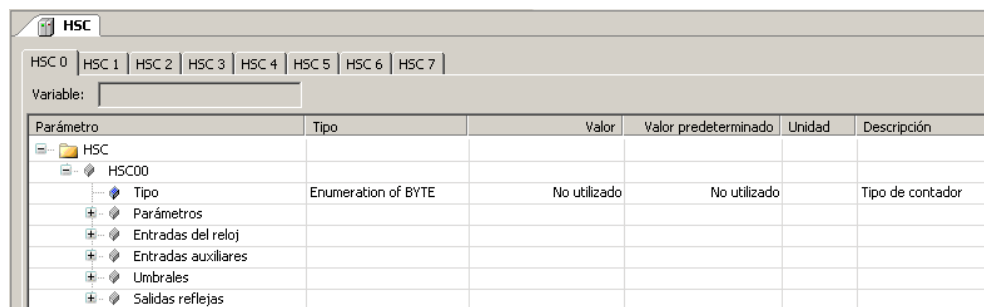 HSC
HSC 0 HSC 1 HSC 2 HSC 3 HSC 4 HSC 5 HSC 6 HSC 7
Variable:
Parámetro Tipo Valor Valor predeterminado Unidad Descripción
HSC
HSC00
Tipo Enumeration of BYTE No utilizado No utilizado Tipo de contador
Parámetros
Entradas del reloj
Entradas auxiliares
Umbrales
Salidas reflejas